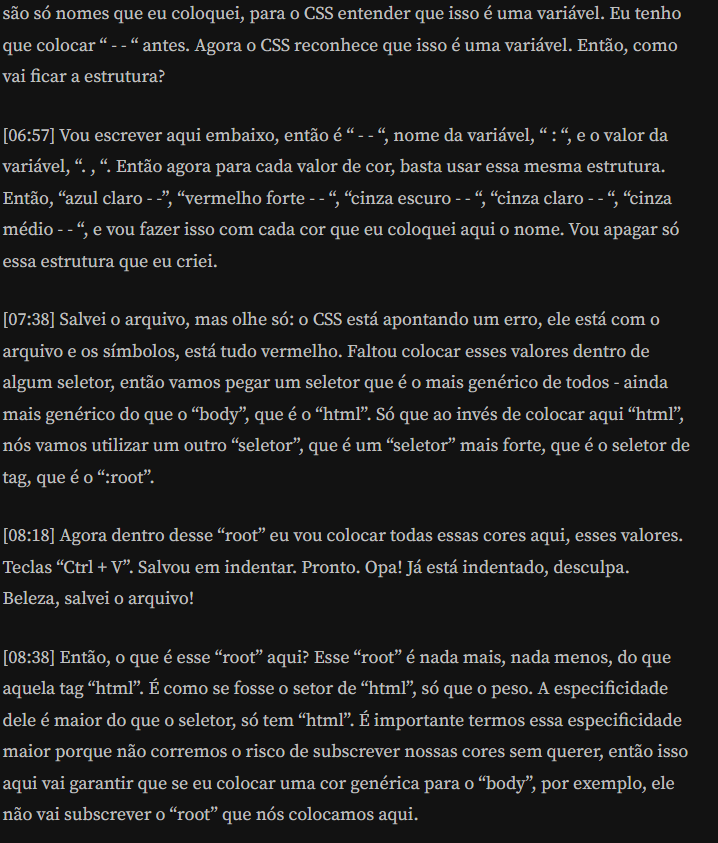 são só nomes que eu coloquei, para o CSS entender que isso é uma variável. Eu tenho
que colocar “ - - “ antes. Agora o CSS reconhece que isso é uma variável. Então, como
vai ficar a estrutura?
[06:57] Vou escrever aqui embaixo, então é “ - - “, nome da variável, “ : “, e o valor da
variável, “. , “. Então agora para cada valor de cor, basta usar essa mesma estrutura.
Então, “azul claro - -”, “vermelho forte - - “, “cinza escuro - - “, “cinza claro - - “, “cinza
médio - - “, e vou fazer isso com cada cor que eu coloquei aqui o nome. Vou apagar só
essa estrutura que eu criei.
[07:38] Salvei o arquivo, mas olhe só: o CSS está apontando um erro, ele está com o
arquivo e os símbolos, está tudo vermelho. Faltou colocar esses valores dentro de
algum seletor, então vamos pegar um seletor que é o mais genérico de todos - ainda
mais genérico do que o “body”, que é o “html”. Só que ao invés de colocar aqui “html”,
nós vamos utilizar um outro “seletor”, que é um “seletor” mais forte, que é o seletor de
tag, que é o “:root”.
[08:18] Agora dentro desse “root” eu vou colocar todas essas cores aqui, esses valores.
Teclas “Ctrl + V”. Salvou em indentar. Pronto. Opa! Já está indentado, desculpa.
Beleza, salvei o arquivo!
[08:38] Então, o que é esse “root” aqui? Esse “root” é nada mais, nada menos, do que
aquela tag “html”. É como se fosse o setor de “html”, só que o peso. A especificidade
dele é maior do que o seletor, só tem “html”. É importante termos essa especificidade
maior porque não corremos o risco de subscrever nossas cores sem querer, então isso
aqui vai garantir que se eu colocar uma cor genérica para o “body”, por exemplo, ele
não vai subscrever o “root” que nós colocamos aqui.